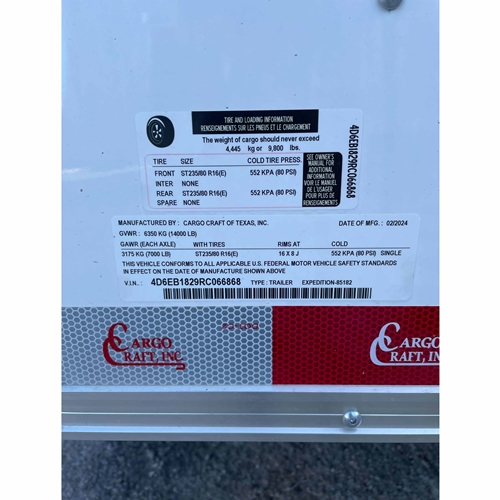 TIRE AND LOADING INFORMATION
RENSEIGNEMENTS SUR LES PNEUS ET LE CHARGEMENT
The weight of cargo should never exceed
4,445 kg or 9,800 lbs.
TIRE SIZE COLD TIRE PRESS.
FRONT ST235/80 R16(E) 552 KPA (80 PSI)
INTER NONE
REAR ST235/80 R16(E) 552 KPA (80 PSI)
SPARE NONE
SEE OWNER'S
MANUAL FOR
ADDITIONAL
INFORMATION
VOIR LE MANUEL
DE L'USAGER
POUR PLUS DE
4D6EB1829RC066868
MANUFACTURED BY : CARGO CRAFT OF TEXAS, INC. DATE OF MFG. 02/2024
GVWR : 6350 KG (14000 LB)
GAWR (EACH AXLE) WITH TIRES RIMS AT COLD
3175 KG (7000 LB) ST235/80 R16(E) 16 X 8 J 552 KPA (80 PSI) SINGLE
THIS VEHICLE CONFORMS TO ALL APPLICABLE U.S. FEDERAL MOTOR VEHICLE SAFETY STANDARDS
IN EFFECT ON THE DATE OF MANUFACTURE SHOWN ABOVE
V.I.N. : 4D6EB1829RC066868 TYPE : TRAILER EXPEDITION-85182
CARGO
CRAFT, INC.
CARGO
CRAFT, INC.